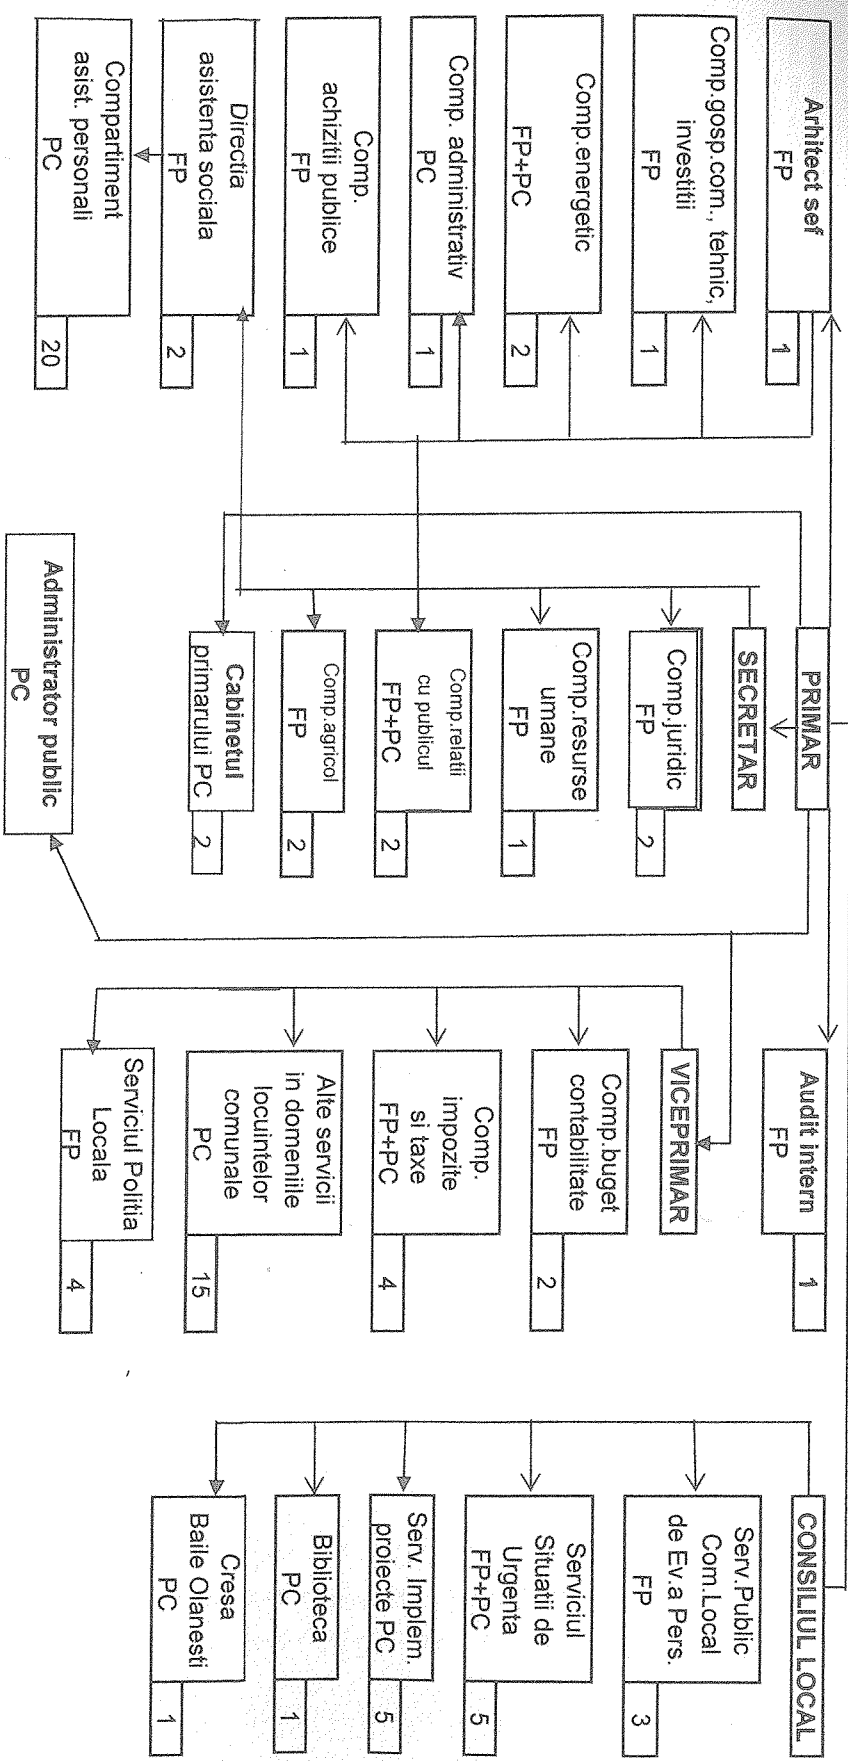 Arhitect sef
FP
1
Comp.gosp.com., tehnic,
investitii
FP
1
Comp.energetic
FP+PC
2
Comp. administrativ
PC
1
Comp.
achizitii publice
FP
1
Directia
asistenta sociala
FP
2
Compartiment
asist. personali
PC
20
PRIMAR
SECRETAR
Comp.juridic
FP
2
Comp.resurse
umane
FP
1
Comp.relatii
cu publicul
FP+PC
2
Comp.agricol
FP
2
Cabinetul
primarului PC
2
Administrator public
PC
Audit intern
FP
1
VICEPRIMAR
Comp.buget
contabilitate
FP
2
Comp.
impozite
si taxe
FP+PC
4
Alte servicii
in domeniile
locuintelor
comunale
PC
15
Serviciul Politia
Locala
FP
4
CONSILIUL LOCAL
Serv.Public
Com.Local
de Ev.a Pers.
FP
3
Serviciul
Situatii de
Urgenta
FP+PC
5
Serv. Implem.
proiecte PC
5
Biblioteca
PC
1
Cresa
Baile Olanesti
PC
1